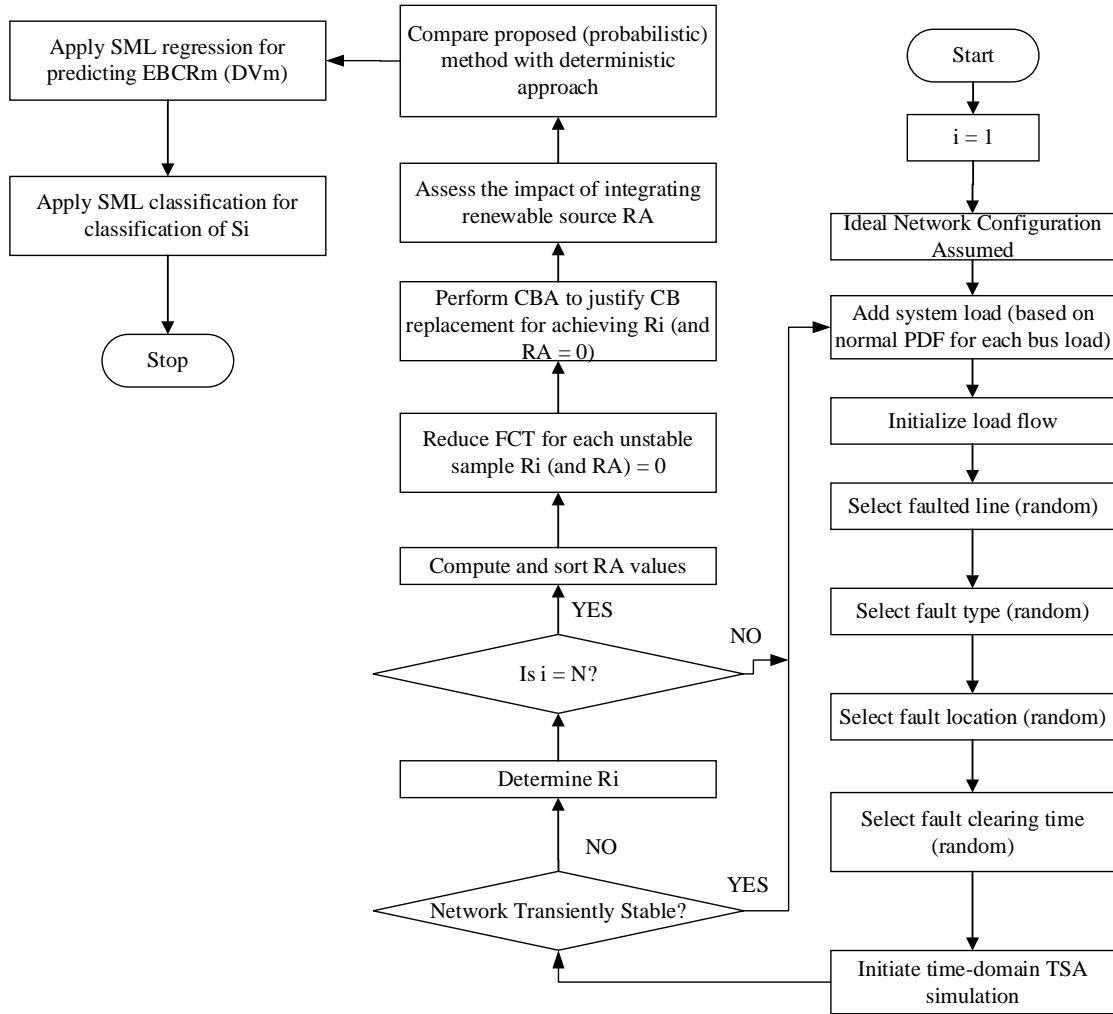 Start
i = 1
Ideal Network Configuration
Assumed
Add system load (based on
normal PDF for each bus load)
Initialize load flow
Select faulted line (random)
Select fault type (random)
Select fault location (random)
Select fault clearing time
(random)
Initiate time-domain TSA
simulation
Network Transiently Stable?
YES
NO
Determine Ri
Is i = N?
NO
YES
Compute and sort RA values
Reduce FCT for each unstable
sample Ri (and RA) = 0
Perform CBA to justify CB
replacement for achieving Ri (and
RA = 0)
Assess the impact of integrating
renewable source RA
Compare proposed (probabilistic)
method with deterministic
approach
Apply SML regression for
predicting EBCRm (DVm)
Apply SML classification for
classification of Si
Stop